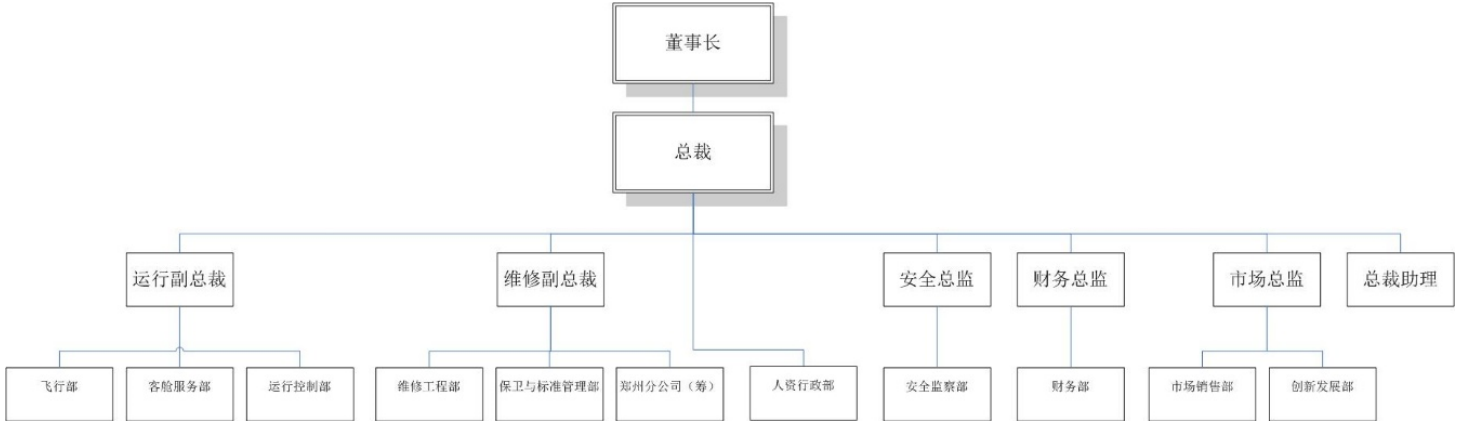 董事长
总裁
运行副总裁
维修副总裁
安全总监
财务总监
市场总监
总裁助理
飞行部
客舱服务部
运行控制部
维修工程部
保卫与标准管理部
郑州分公司（筹）
人资行政部
安全监察部
财务部
市场销售部
创新发展部